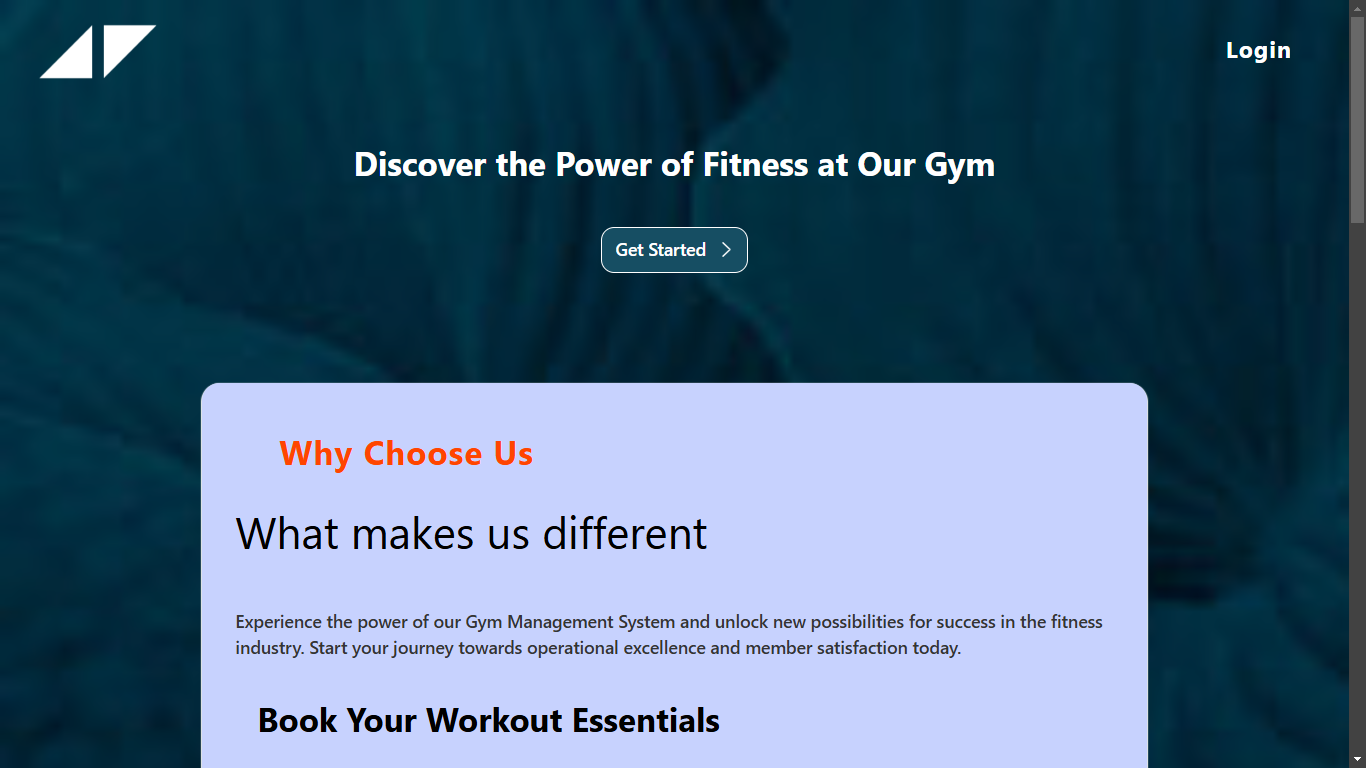 Login
Discover the Power of Fitness at Our Gym
Get Started
Why Choose Us
What makes us different
Experience the power of our Gym Management System and unlock new possibilities for success in the fitness
industry. Start your journey towards operational excellence and member satisfaction today.
Book Your Workout Essentials